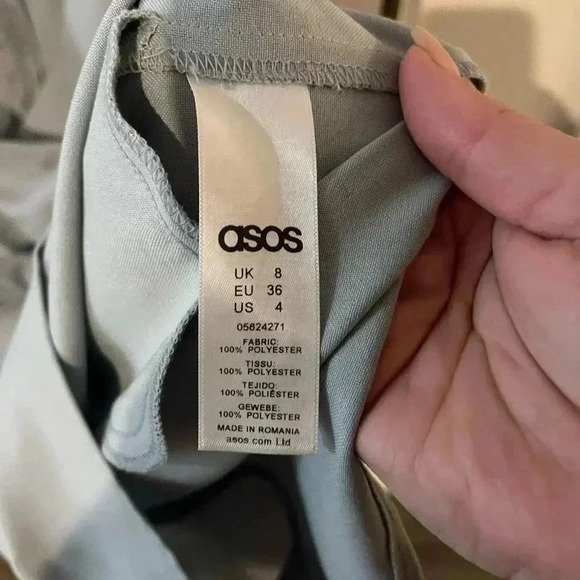 asos
UK 8
EU 36
US 4
05624271
FABRIC:
100% POLYESTER
TISSU:
100% POLYESTER
TEJIDO:
100% POLIÉSTER
GEWEBE:
100% POLYESTER
MADE IN ROMANIA
asos.com Ltd